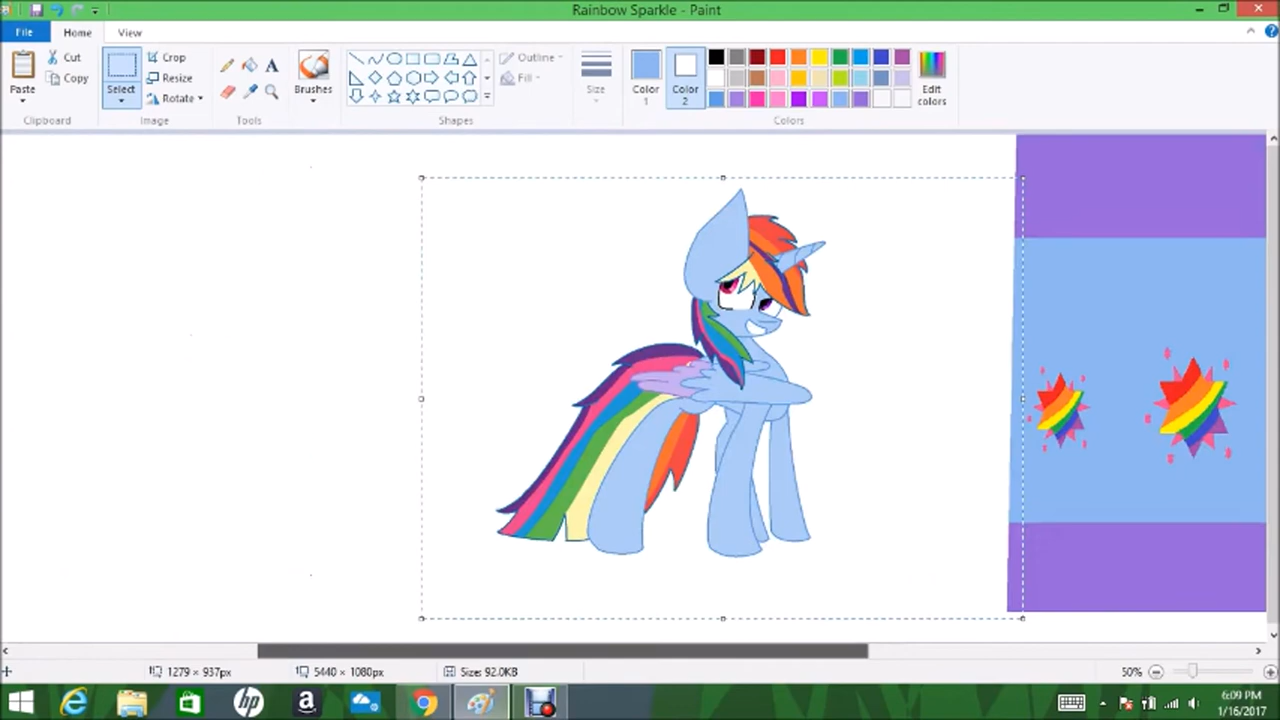 Rainbow Sparkle - Paint
File Home View
Paste
Cut
Copy
Clipboard
Select
Crop
Resize
Rotate
Image
A
Tools
Brushes
Shapes
Outline
Fill
Size
Color
1
Color
2
Colors
Edit
colors
1279 × 937px 5440 × 1080px Size: 92.0KB 50%
hp
a
6:09 PM
1/16/2017